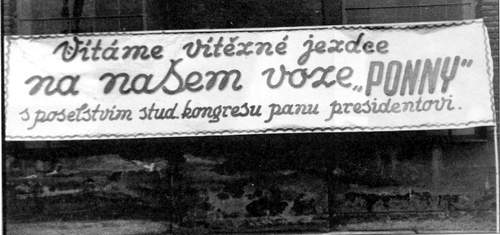 Vítáme vítězné jezdce
na našem voze „PONNY"
s poselstvím stud. kongresu panu presidentovi.